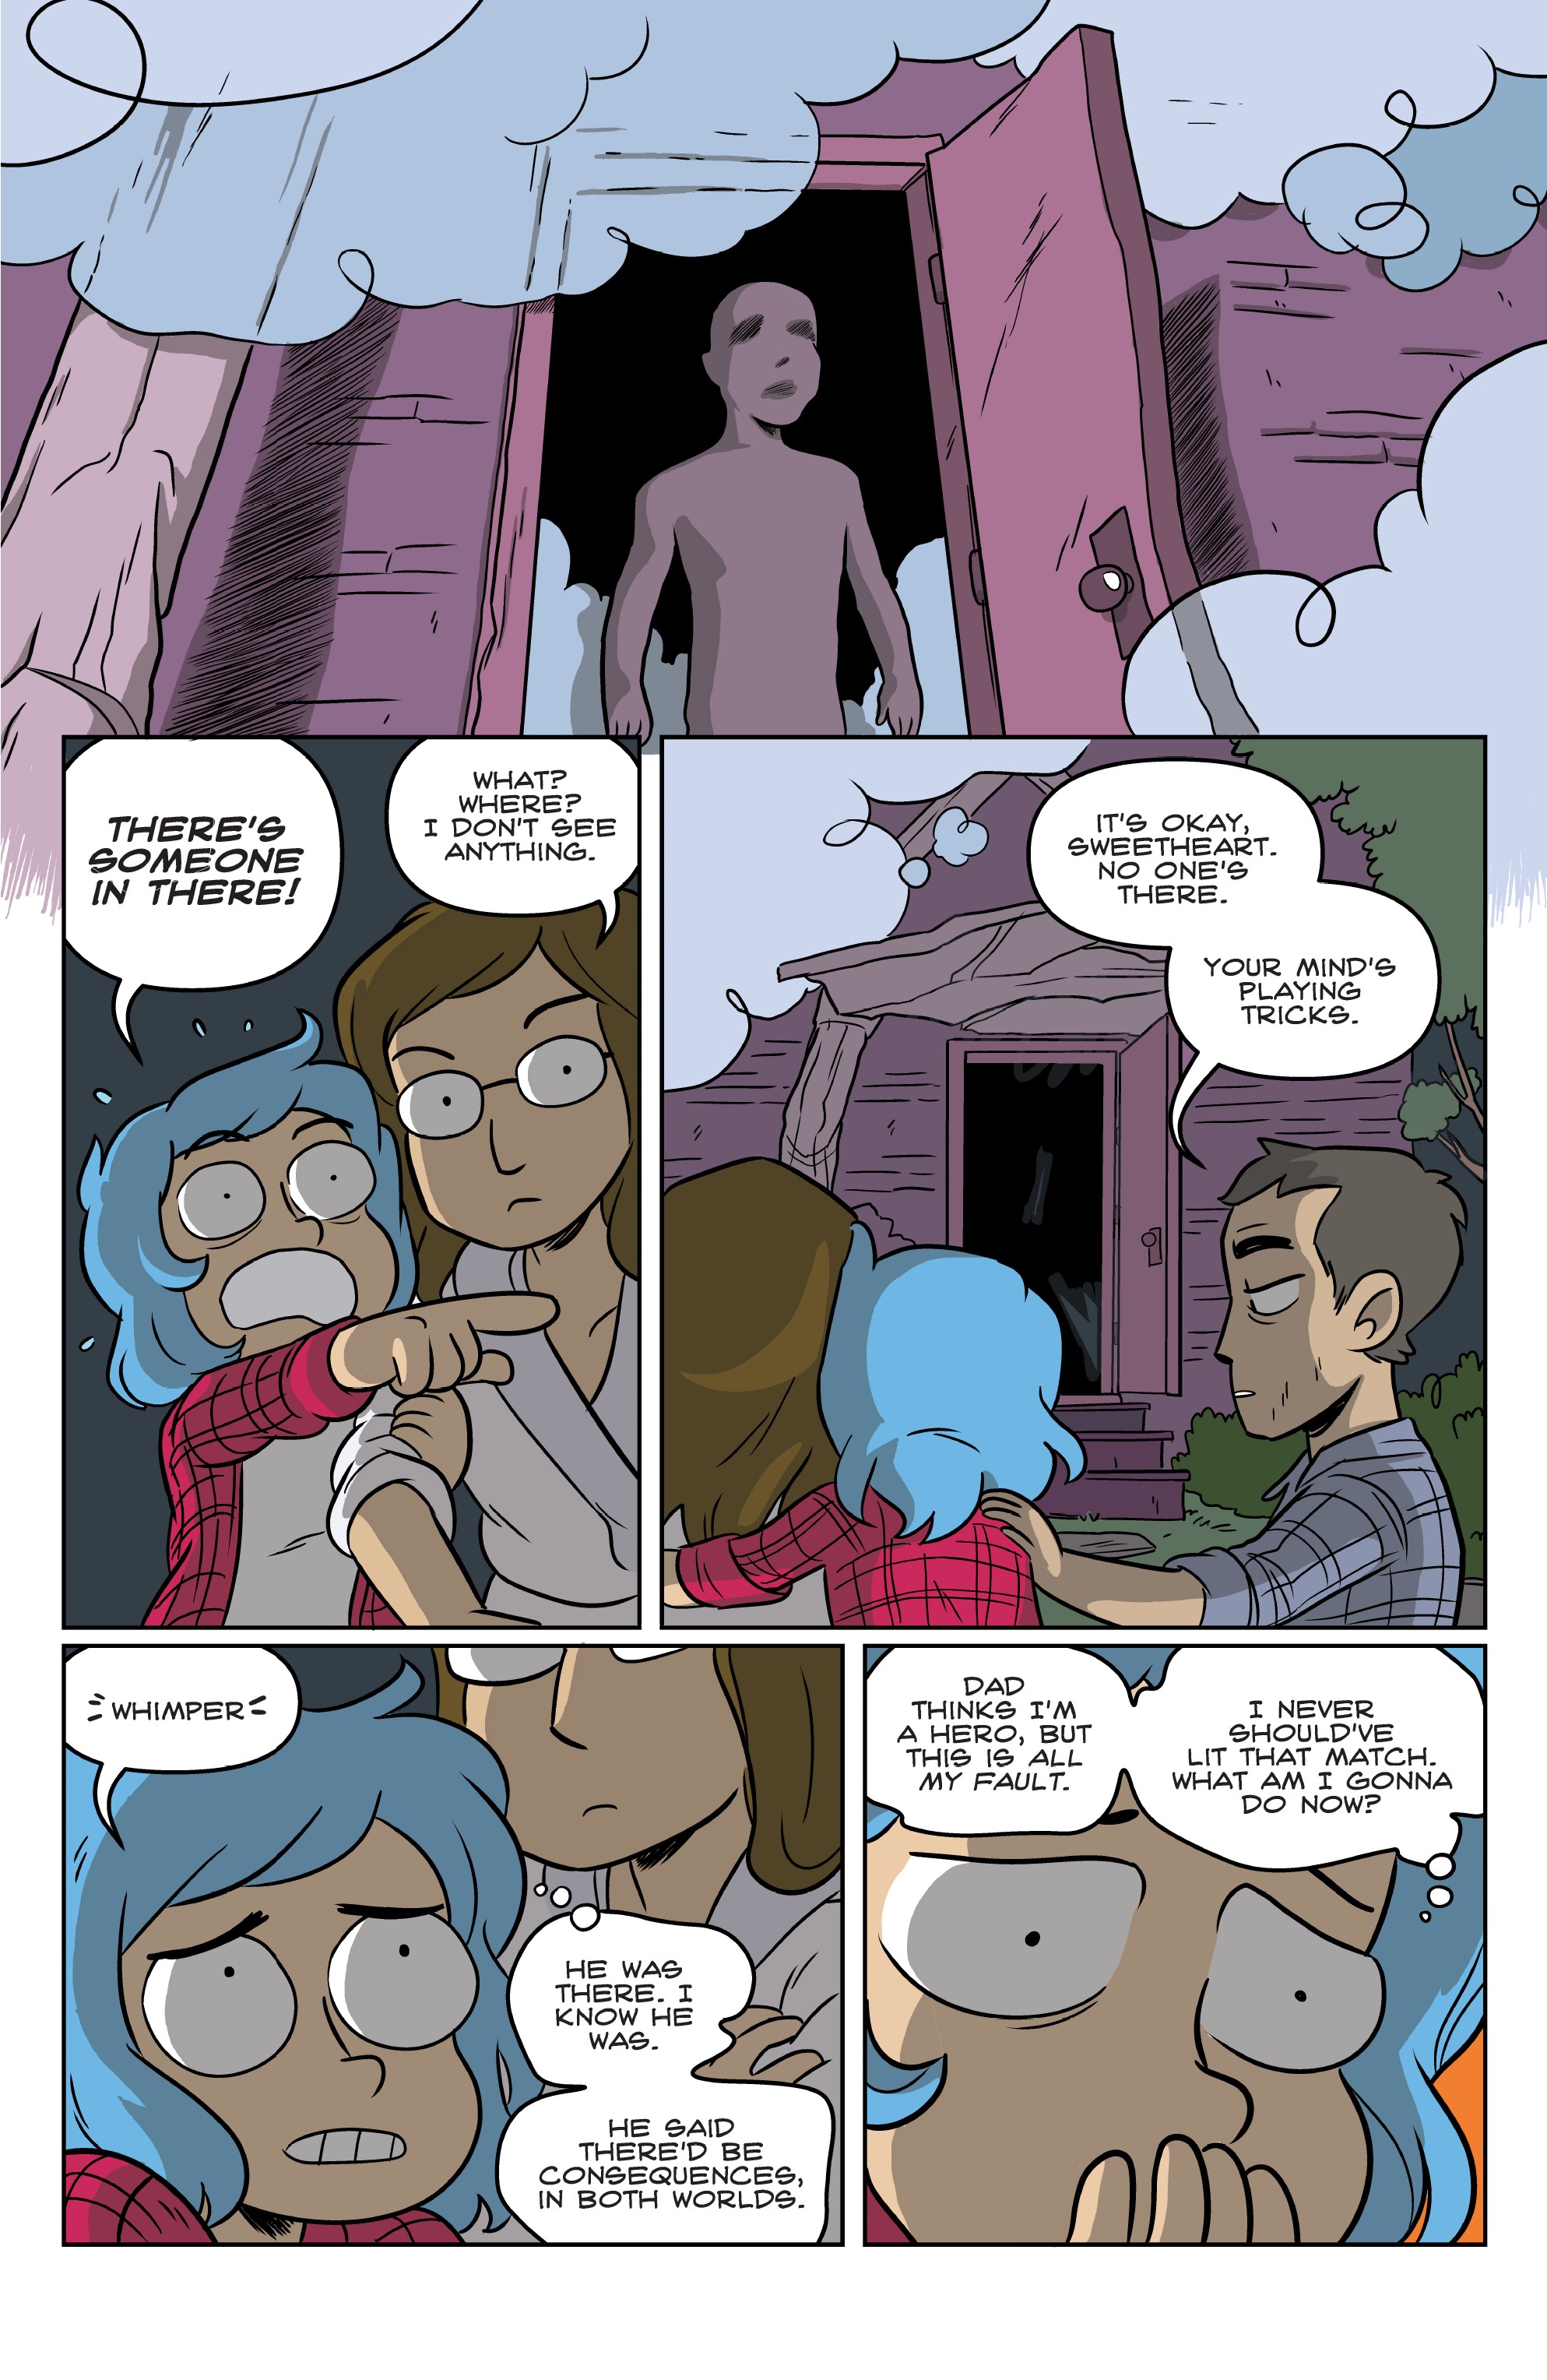 THERE'S
SOMEONE
IN THERE!
WHAT?
WHERE?
I DON'T SEE
ANYTHING.
IT'S OKAY,
SWEETHEART.
NO ONE'S
THERE.
YOUR MIND'S
PLAYING
TRICKS.
WHIMPER
HE WAS
THERE. I
KNOW HE
WAS.
HE SAID
THERE'D BE
CONSEQUENCES,
IN BOTH WORLDS.
DAD
THINKS I'M
A HERO, BUT
THIS IS ALL
MY FAULT.
I NEVER
SHOULD'VE
LIT THAT MATCH.
WHAT AM I GONNA
DO NOW?